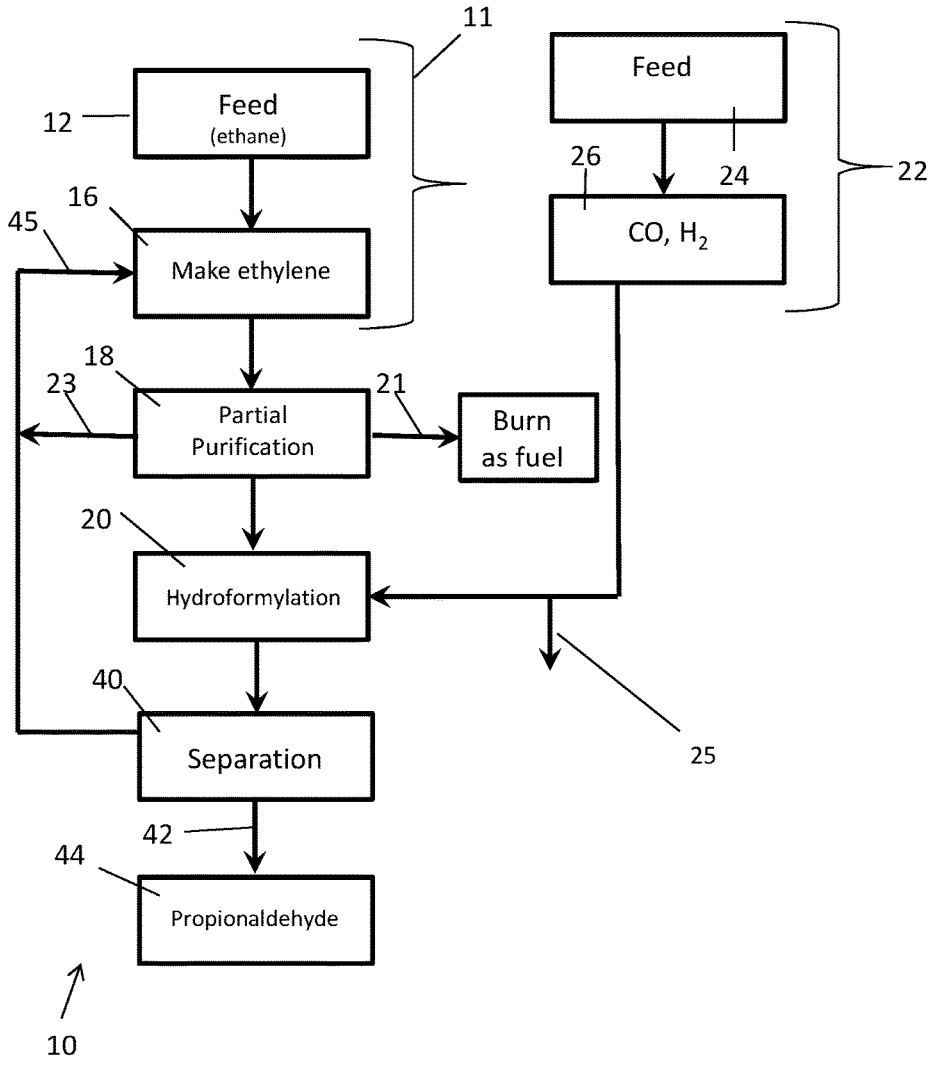 11
Feed
(ethane)
12
Feed
24
22
26
CO, H₂
16
45
Make ethylene
18
23
21
Partial
Purification
Burn
as fuel
20
Hydroformylation
25
40
Separation
42
44
Propionaldehyde
10